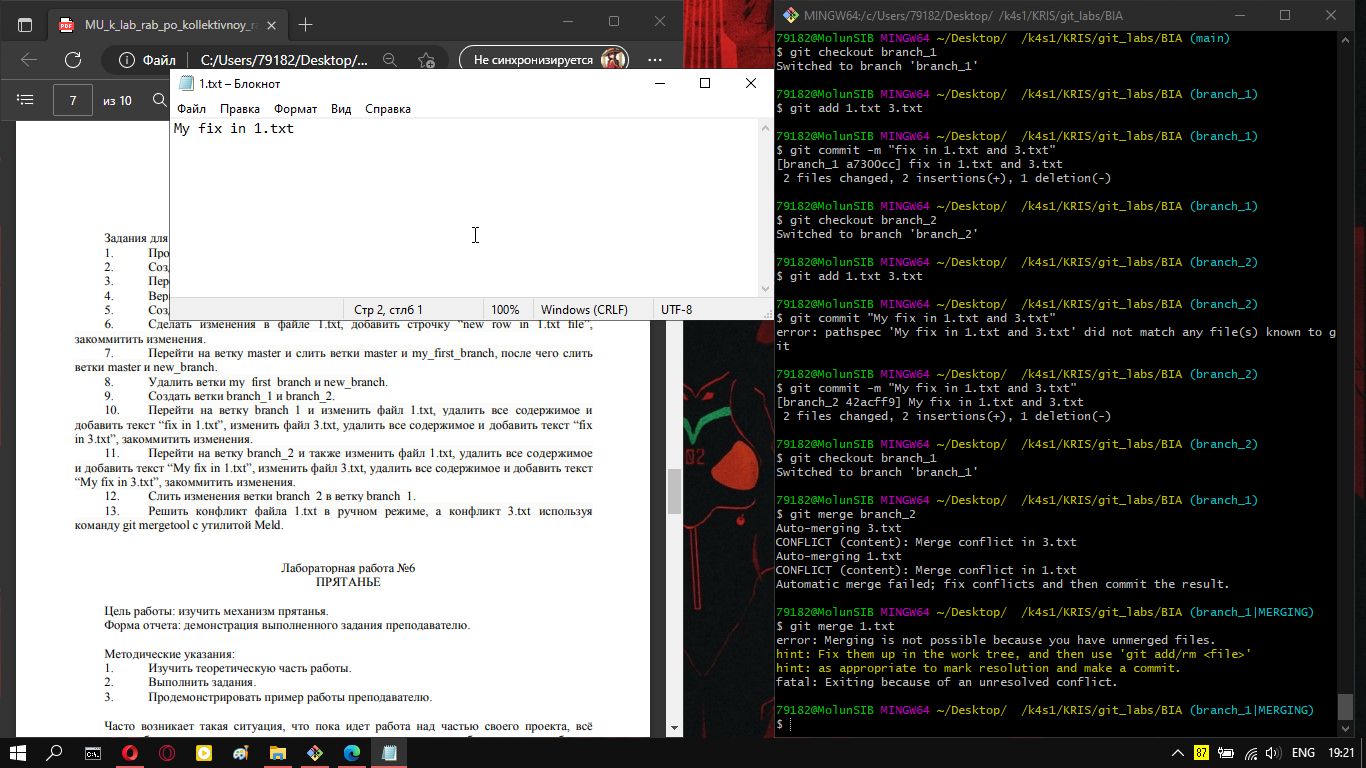 MU_k_lab_rab_po_kollektivnoy_ra
Файл
C:/Users/79182/Desktop/...
Не синхронизируется
7
из 10
1.txt – Блокнот
Файл Правка Формат Вид Справка
My fix in 1.txt
Стр 2, стлб 1
100%
Windows (CRLF)
UTF-8
Задания для
1. Про
2. Соз
3. Пер
4. Вер
5. Соз
6. Сделать изменения в файле 1.txt, добавить строчку “new row in 1.txt file”,
закоммитить изменения.
7. Перейти на ветку master и слить ветки master и my_first_branch, после чего слить
ветки master и new_branch.
8. Удалить ветки my_first_branch и new_branch.
9. Создать ветки branch_1 и branch_2.
10. Перейти на ветку branch_1 и изменить файл 1.txt, удалить все содержимое и
добавить текст “fix in 1.txt”, изменить файл 3.txt, удалить все содержимое и добавить текст “fix
in 3.txt”, закоммитить изменения.
11. Перейти на ветку branch_2 и также изменить файл 1.txt, удалить все содержимое
и добавить текст “My fix in 1.txt”, изменить файл 3.txt, удалить все содержимое и добавить текст
“My fix in 3.txt”, закоммитить изменения.
12. Слить изменения ветки branch_2 в ветку branch_1.
13. Решить конфликт файла 1.txt в ручном режиме, а конфликт 3.txt используя
команду git mergetool с утилитой Meld.
Лабораторная работа №6
ПРЯТАНЬЕ
Цель работы: изучить механизм прятанья.
Форма отчета: демонстрация выполненного задания преподавателю.
Методические указания:
1. Изучить теоретическую часть работы.
2. Выполнить задания.
3. Продемонстрировать пример работы преподавателю.
Часто возникает такая ситуация, что пока идет работа над частью своего проекта, всё
MINGW64:/c/Users/79182/Desktop/ /k4s1/KRIS/git_labs/BIA
79182@MolunSIB MINGW64 ~/Desktop/ /k4s1/KRIS/git_labs/BIA (main)
$ git checkout branch_1
Switched to branch 'branch_1'
79182@MolunSIB MINGW64 ~/Desktop/ /k4s1/KRIS/git_labs/BIA (branch_1)
$ git add 1.txt 3.txt
79182@MolunSIB MINGW64 ~/Desktop/ /k4s1/KRIS/git_labs/BIA (branch_1)
$ git commit -m "fix in 1.txt and 3.txt"
[branch_1 a7300cc] fix in 1.txt and 3.txt
2 files changed, 2 insertions(+), 1 deletion(-)
79182@MolunSIB MINGW64 ~/Desktop/ /k4s1/KRIS/git_labs/BIA (branch_1)
$ git checkout branch_2
Switched to branch 'branch_2'
79182@MolunSIB MINGW64 ~/Desktop/ /k4s1/KRIS/git_labs/BIA (branch_2)
$ git add 1.txt 3.txt
79182@MolunSIB MINGW64 ~/Desktop/ /k4s1/KRIS/git_labs/BIA (branch_2)
$ git commit "My fix in 1.txt and 3.txt"
error: pathspec 'My fix in 1.txt and 3.txt' did not match any file(s) known to g
it
79182@MolunSIB MINGW64 ~/Desktop/ /k4s1/KRIS/git_labs/BIA (branch_2)
$ git commit -m "My fix in 1.txt and 3.txt"
[branch_2 42acff9] My fix in 1.txt and 3.txt
2 files changed, 2 insertions(+), 1 deletion(-)
79182@MolunSIB MINGW64 ~/Desktop/ /k4s1/KRIS/git_labs/BIA (branch_2)
$ git checkout branch_1
Switched to branch 'branch_1'
79182@MolunSIB MINGW64 ~/Desktop/ /k4s1/KRIS/git_labs/BIA (branch_1)
$ git merge branch_2
Auto-merging 3.txt
CONFLICT (content): Merge conflict in 3.txt
Auto-merging 1.txt
CONFLICT (content): Merge conflict in 1.txt
Automatic merge failed; fix conflicts and then commit the result.
79182@MolunSIB MINGW64 ~/Desktop/ /k4s1/KRIS/git_labs/BIA (branch_1|MERGING)
$ git merge 1.txt
error: Merging is not possible because you have unmerged files.
hint: Fix them up in the work tree, and then use 'git add/rm <file>'
hint: as appropriate to mark resolution and make a commit.
fatal: Exiting because of an unresolved conflict.
79182@MolunSIB MINGW64 ~/Desktop/ /k4s1/KRIS/git_labs/BIA (branch_1|MERGING)
$
87
ENG
19:21